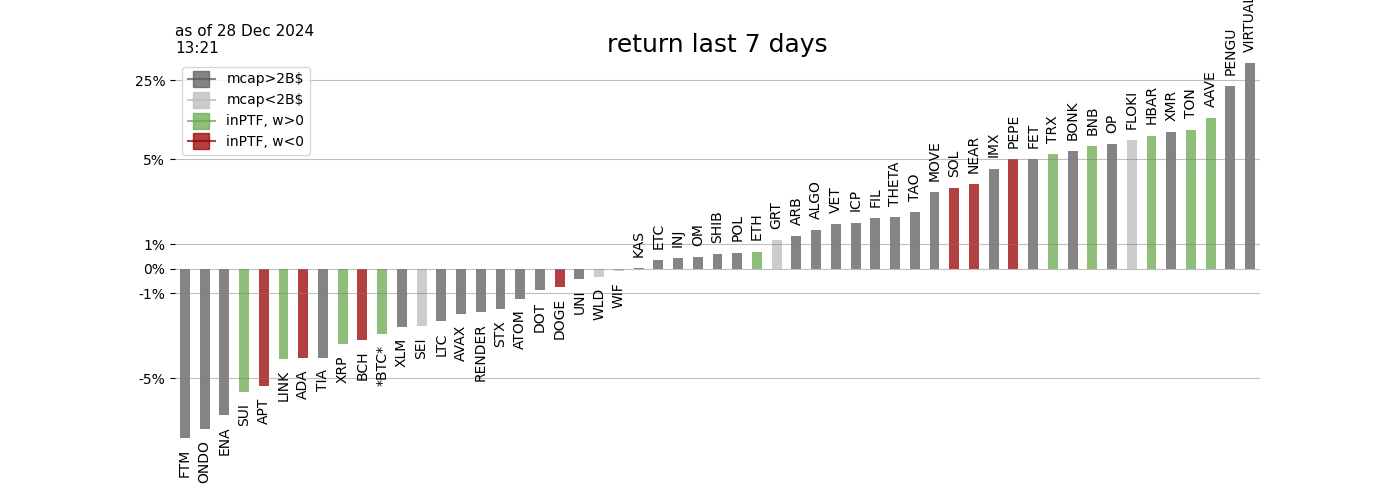 as of 28 Dec 2024
13:21
return last 7 days
mcap>2B$
mcap<2B$
inPTF, w>0
inPTF, w<0
25%
5%
1%
0%
-1%
-5%
FTM
ONDO
ENA
SUI
APT
LINK
ADA
TIA
XRP
BCH
*BTC*
XLM
SEI
LTC
AVAX
RENDER
STX
ATOM
DOT
DOGE
UNI
WLD
WIF
KAS
ETC
INJ
OM
SHIB
POL
ETH
GRT
ARB
ALGO
VET
ICP
FIL
THETA
TAO
MOVE
SOL
NEAR
IMX
PEPE
FET
TRX
BONK
BNB
OP
FLOKI
HBAR
XMR
TON
AAVE
PENGU
VIRTUAL